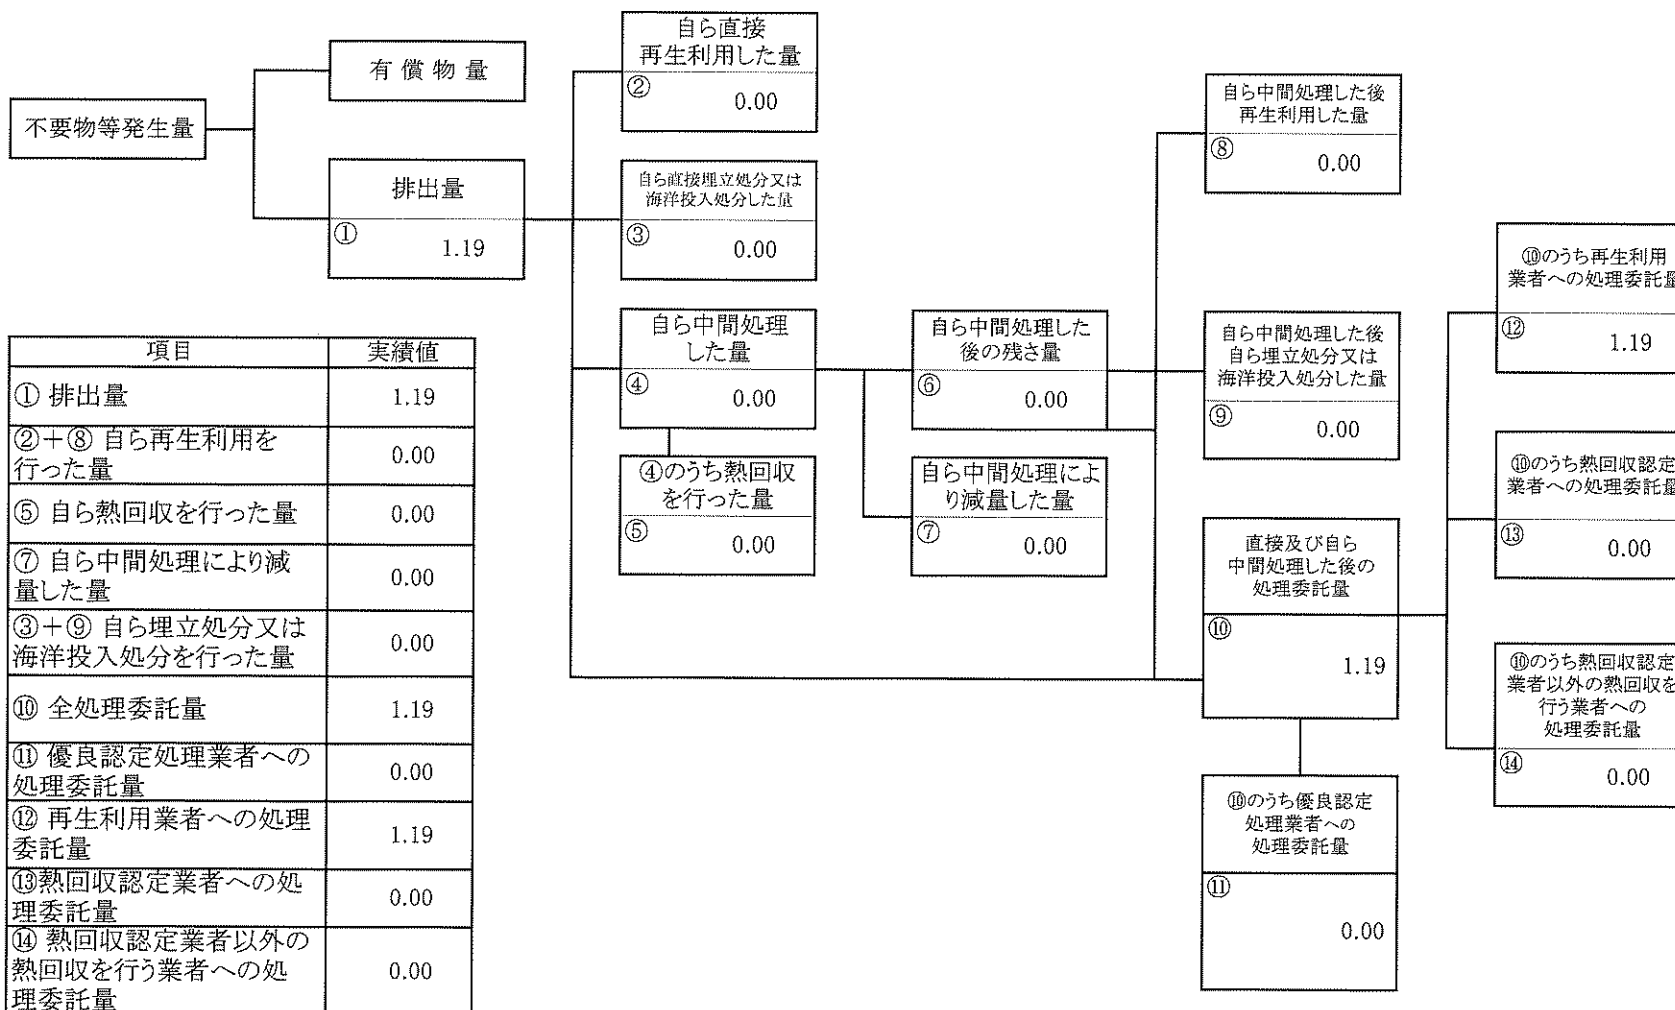 不要物等発生量
有償物量
排出量
①
1.19
自ら直接
再生利用した量
②
0.00
自ら直接埋立処分又は
海洋投入処分した量
③
0.00
自ら中間処理
した量
④
0.00
④のうち熱回収
を行った量
⑤
0.00
自ら中間処理した
後の残さ量
⑥
0.00
自ら中間処理によ
り減量した量
⑦
0.00
自ら中間処理した後
再生利用した量
⑧
0.00
自ら中間処理した後
自ら埋立処分又は
海洋投入処分した量
⑨
0.00
直接及び自ら
中間処理した後の
処理委託量
⑩
1.19
⑩のうち優良認定
処理業者への
処理委託量
⑪
0.00
⑩のうち再生利用
業者への処理委託量
⑫
1.19
⑩のうち熱回収認定
業者への処理委託量
⑬
0.00
⑩のうち熱回収認定
業者以外の熱回収を
行う業者への
処理委託量
⑭
0.00
項目 実績値
① 排出量 1.19
②＋⑧ 自ら再生利用を
行った量 0.00
⑤ 自ら熱回収を行った量 0.00
⑦ 自ら中間処理により減
量した量 0.00
③＋⑨ 自ら埋立処分又は
海洋投入処分を行った量 0.00
⑩ 全処理委託量 1.19
⑪ 優良認定処理業者への
処理委託量 0.00
⑫ 再生利用業者への処理
委託量 1.19
⑬熱回収認定業者への処
理委託量 0.00
⑭ 熱回収認定業者以外の
熱回収を行う業者への処
理委託量 0.00